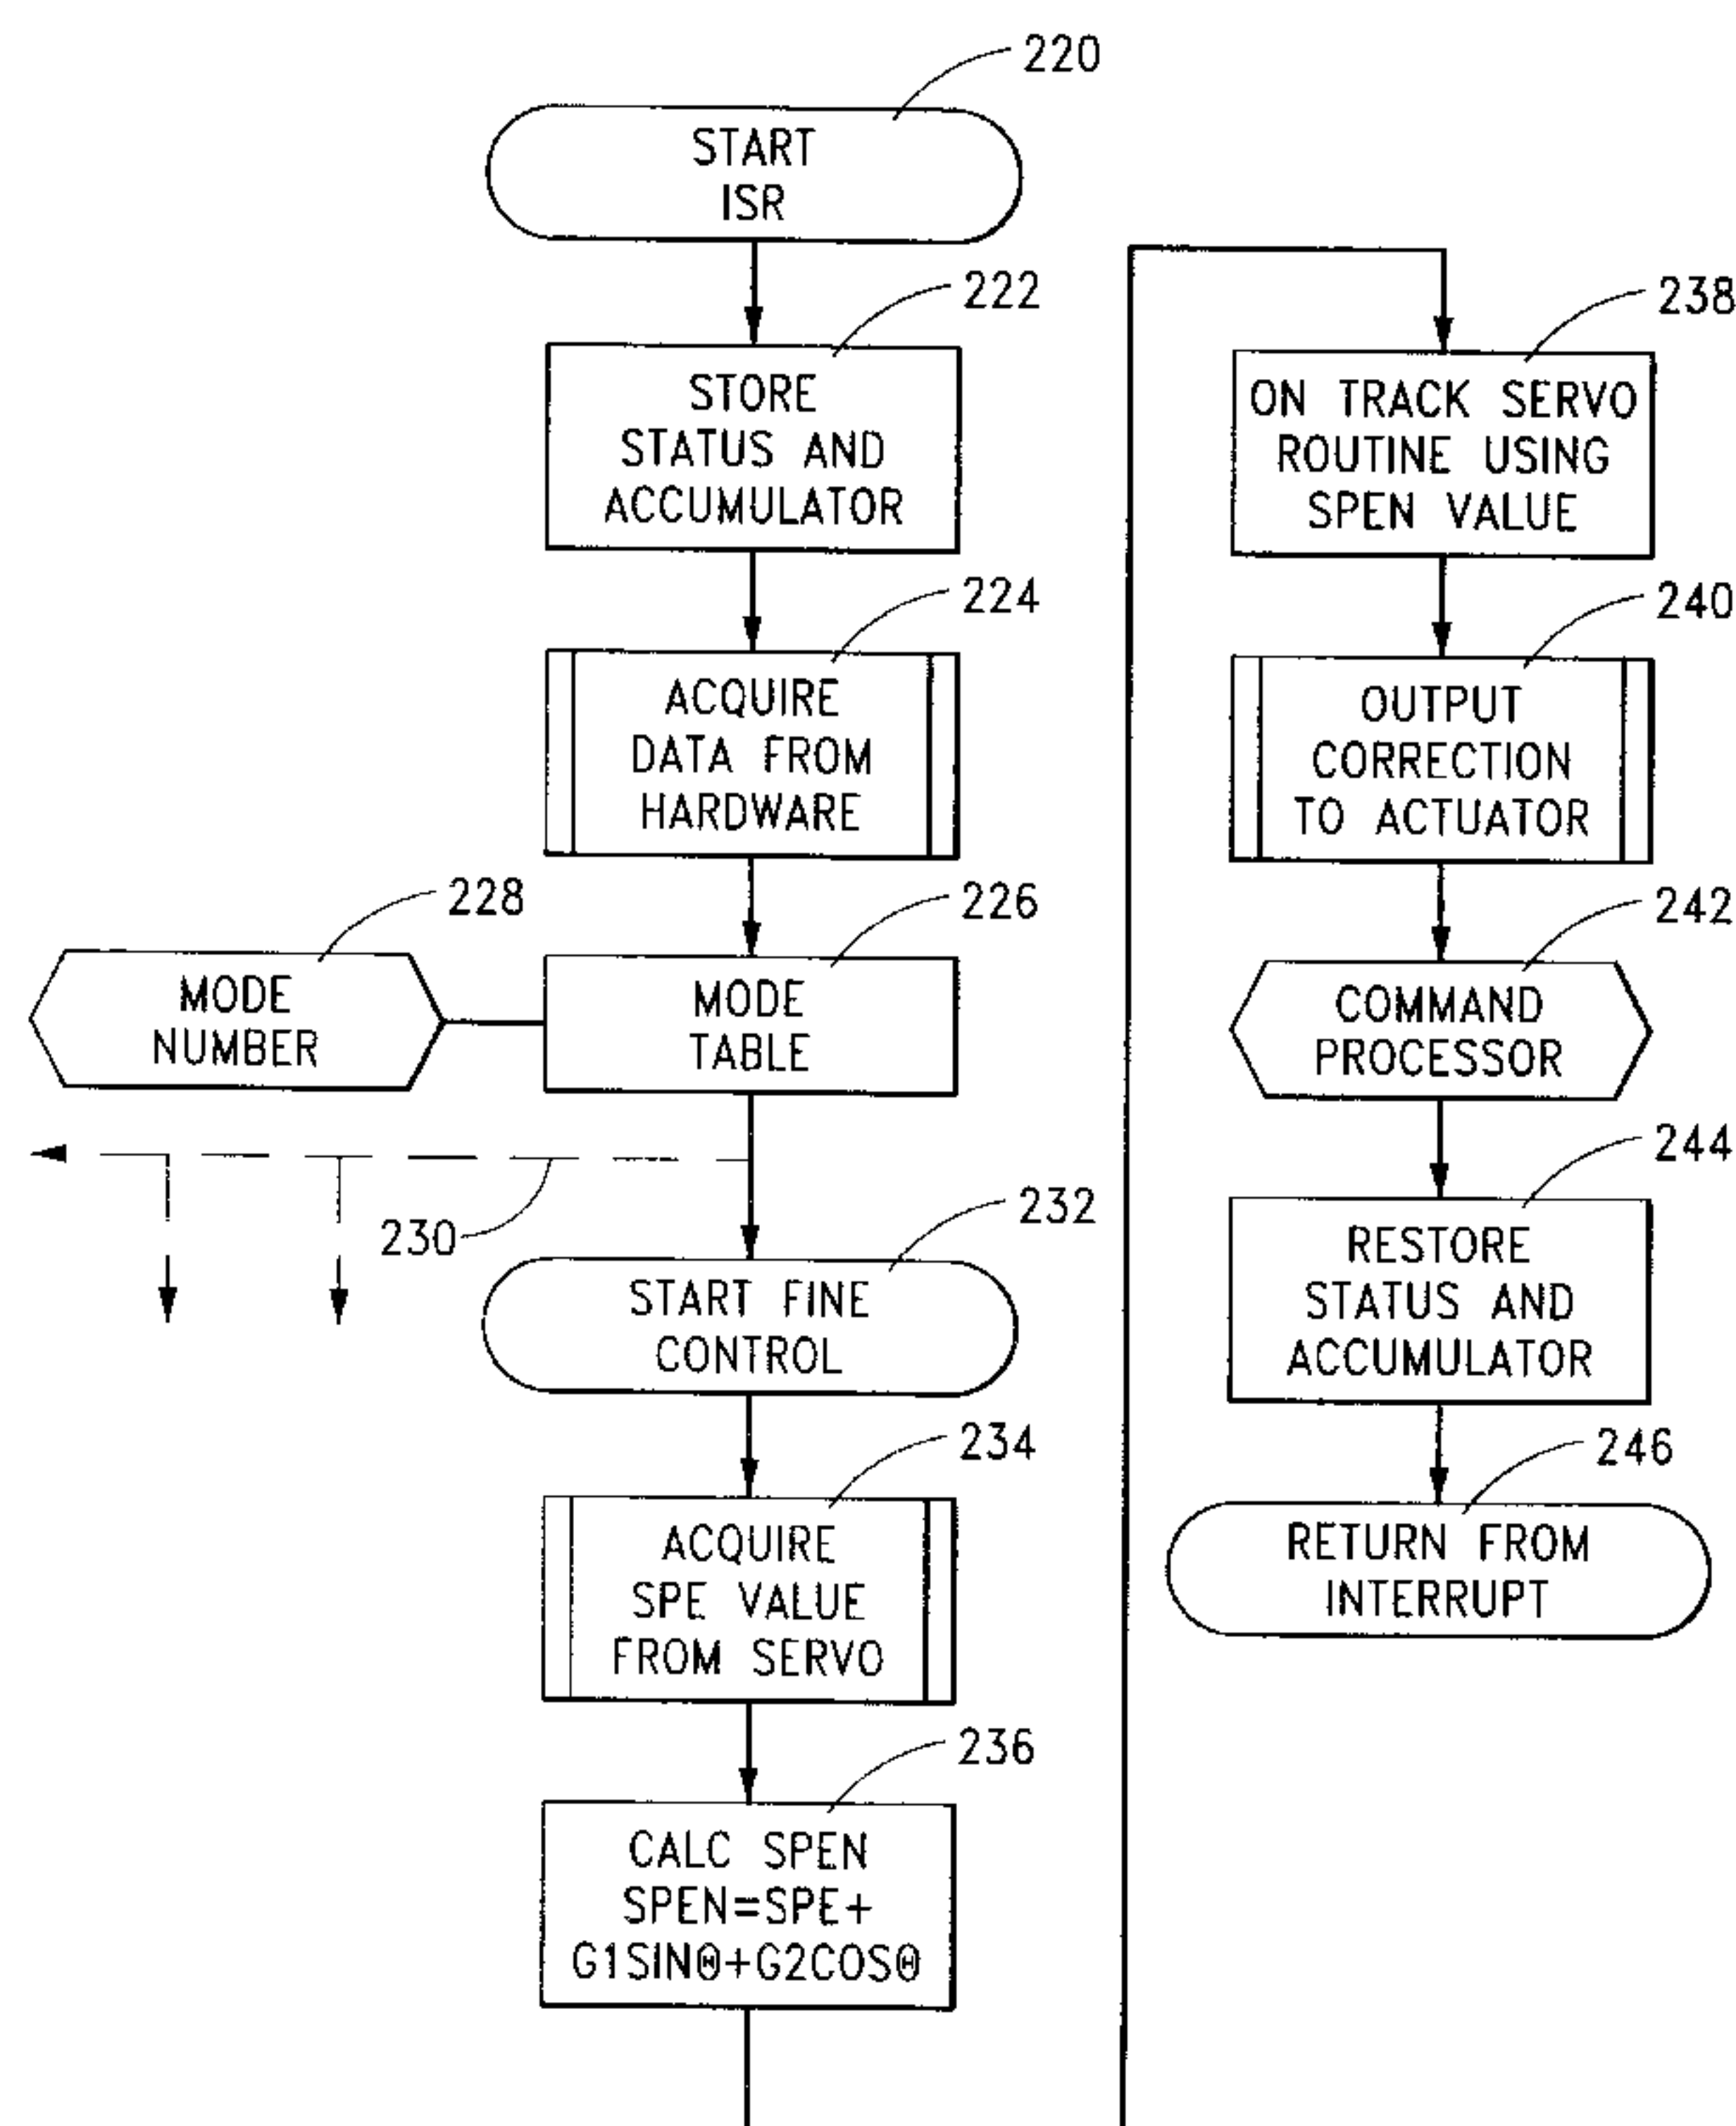 220
START
ISR
222
STORE
STATUS AND
ACCUMULATOR
224
ACQUIRE
DATA FROM
HARDWARE
228
MODE
NUMBER
226
MODE
TABLE
230
232
START FINE
CONTROL
234
ACQUIRE
SPE VALUE
FROM SERVO
236
CALC SPEN
SPEN=SPE+
G1SINΘ+G2COSΘ
238
ON TRACK SERVO
ROUTINE USING
SPEN VALUE
240
OUTPUT
CORRECTION
TO ACTUATOR
242
COMMAND
PROCESSOR
244
RESTORE
STATUS AND
ACCUMULATOR
246
RETURN FROM
INTERRUPT